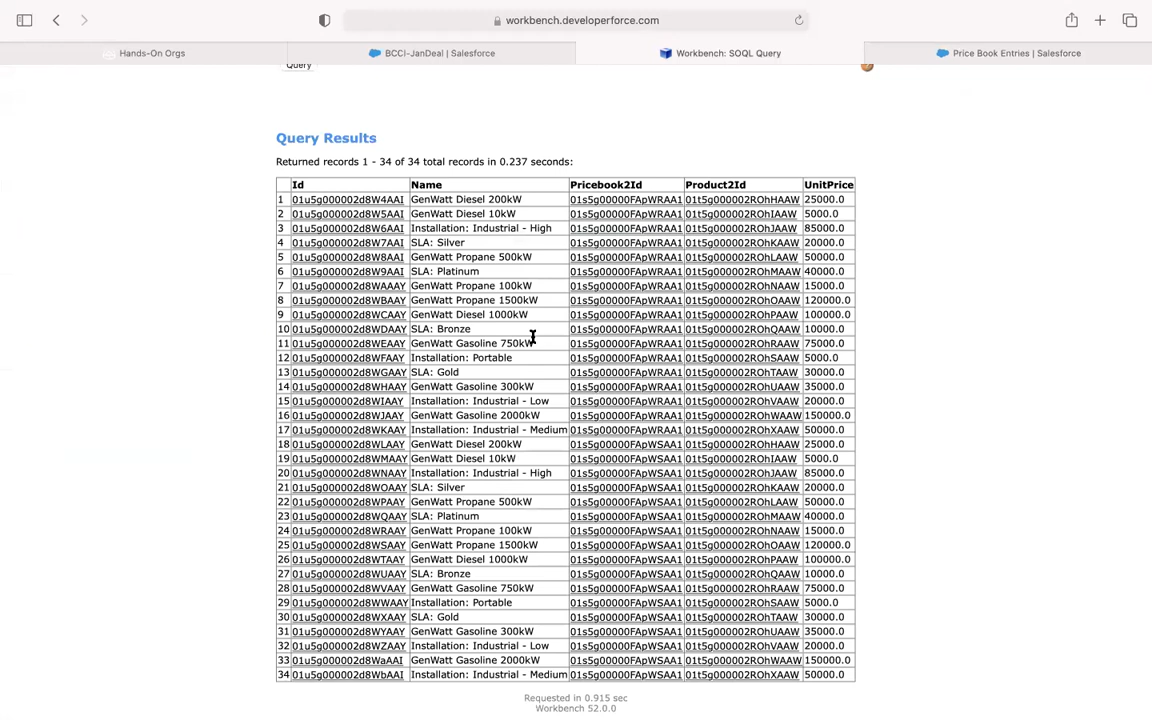 workbench.developerforce.com
Hands-On Orgs
BCCI-JanDeal | Salesforce
Workbench: SOQL Query
Price Book Entries | Salesforce
Query
Query Results
Returned records 1 - 34 of 34 total records in 0.237 seconds:
Id Name Pricebook2Id Product2Id UnitPrice
1 01u5g000002d8W4AAI GenWatt Diesel 200kW 01s5g00000FApWRAA1 01t5g000002ROhHAAW 25000.0
2 01u5g000002d8W5AAI GenWatt Diesel 10kW 01s5g00000FApWRAA1 01t5g000002ROhIAAW 5000.0
3 01u5g000002d8W6AAI Installation: Industrial - High 01s5g00000FApWRAA1 01t5g000002ROhJAAW 85000.0
4 01u5g000002d8W7AAI SLA: Silver 01s5g00000FApWRAA1 01t5g000002ROhKAAW 20000.0
5 01u5g000002d8W8AAI GenWatt Propane 500kW 01s5g00000FApWRAA1 01t5g000002ROhLAAW 50000.0
6 01u5g000002d8W9AAI SLA: Platinum 01s5g00000FApWRAA1 01t5g000002ROhMAAW 40000.0
7 01u5g000002d8WAAAY GenWatt Propane 100kW 01s5g00000FApWRAA1 01t5g000002ROhNAAW 15000.0
8 01u5g000002d8WBAAY GenWatt Propane 1500kW 01s5g00000FApWRAA1 01t5g000002ROhOAAW 120000.0
9 01u5g000002d8WCAAY GenWatt Diesel 1000kW 01s5g00000FApWRAA1 01t5g000002ROhPAAW 100000.0
10 01u5g000002d8WDAAY SLA: Bronze 01s5g00000FApWRAA1 01t5g000002ROhQAAW 10000.0
11 01u5g000002d8WEAAY GenWatt Gasoline 750kW 01s5g00000FApWRAA1 01t5g000002ROhRAAW 75000.0
12 01u5g000002d8WFAAY Installation: Portable 01s5g00000FApWRAA1 01t5g000002ROhSAAW 5000.0
13 01u5g000002d8WGAAY SLA: Gold 01s5g00000FApWRAA1 01t5g000002ROhTAAW 30000.0
14 01u5g000002d8WHAAY GenWatt Gasoline 300kW 01s5g00000FApWRAA1 01t5g000002ROhUAAW 35000.0
15 01u5g000002d8WIAAY Installation: Industrial - Low 01s5g00000FApWRAA1 01t5g000002ROhVAAW 20000.0
16 01u5g000002d8WJAAY GenWatt Gasoline 2000kW 01s5g00000FApWRAA1 01t5g000002ROhWAAW 150000.0
17 01u5g000002d8WKAAY Installation: Industrial - Medium 01s5g00000FApWRAA1 01t5g000002ROhXAAW 50000.0
18 01u5g000002d8WLAAY GenWatt Diesel 200kW 01s5g00000FApWSAA1 01t5g000002ROhHAAW 25000.0
19 01u5g000002d8WMAAY GenWatt Diesel 10kW 01s5g00000FApWSAA1 01t5g000002ROhIAAW 5000.0
20 01u5g000002d8WNAAY Installation: Industrial - High 01s5g00000FApWSAA1 01t5g000002ROhJAAW 85000.0
21 01u5g000002d8WOAAY SLA: Silver 01s5g00000FApWSAA1 01t5g000002ROhKAAW 20000.0
22 01u5g000002d8WPAAY GenWatt Propane 500kW 01s5g00000FApWSAA1 01t5g000002ROhLAAW 50000.0
23 01u5g000002d8WQAAY SLA: Platinum 01s5g00000FApWSAA1 01t5g000002ROhMAAW 40000.0
24 01u5g000002d8WRAAY GenWatt Propane 100kW 01s5g00000FApWSAA1 01t5g000002ROhNAAW 15000.0
25 01u5g000002d8WSAAY GenWatt Propane 1500kW 01s5g00000FApWSAA1 01t5g000002ROhOAAW 120000.0
26 01u5g000002d8WTAAY GenWatt Diesel 1000kW 01s5g00000FApWSAA1 01t5g000002ROhPAAW 100000.0
27 01u5g000002d8WUAAY SLA: Bronze 01s5g00000FApWSAA1 01t5g000002ROhQAAW 10000.0
28 01u5g000002d8WVAAY GenWatt Gasoline 750kW 01s5g00000FApWSAA1 01t5g000002ROhRAAW 75000.0
29 01u5g000002d8WWAAY Installation: Portable 01s5g00000FApWSAA1 01t5g000002ROhSAAW 5000.0
30 01u5g000002d8WXAAY SLA: Gold 01s5g00000FApWSAA1 01t5g000002ROhTAAW 30000.0
31 01u5g000002d8WYAAY GenWatt Gasoline 300kW 01s5g00000FApWSAA1 01t5g000002ROhUAAW 35000.0
32 01u5g000002d8WZAAY Installation: Industrial - Low 01s5g00000FApWSAA1 01t5g000002ROhVAAW 20000.0
33 01u5g000002d8WaAAI GenWatt Gasoline 2000kW 01s5g00000FApWSAA1 01t5g000002ROhWAAW 150000.0
34 01u5g000002d8WbAAI Installation: Industrial - Medium 01s5g00000FApWSAA1 01t5g000002ROhXAAW 50000.0
Requested in 0.915 sec
Workbench 52.0.0